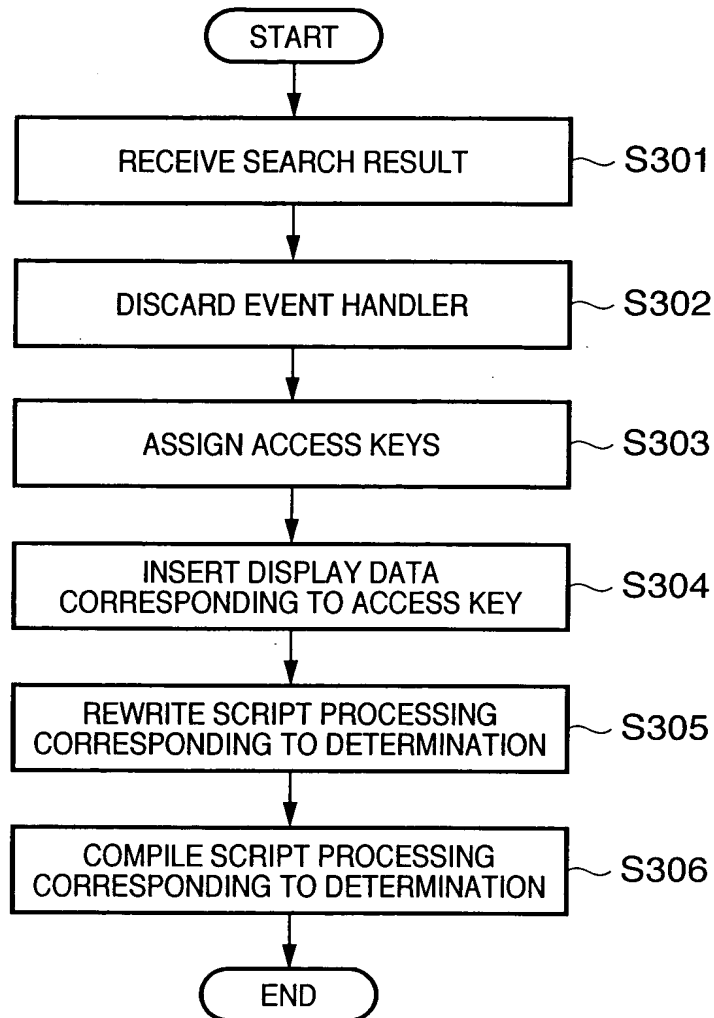 START
RECEIVE SEARCH RESULT
S301
DISCARD EVENT HANDLER
S302
ASSIGN ACCESS KEYS
S303
INSERT DISPLAY DATA
CORRESPONDING TO ACCESS KEY
S304
REWRITE SCRIPT PROCESSING
CORRESPONDING TO DETERMINATION
S305
COMPILE SCRIPT PROCESSING
CORRESPONDING TO DETERMINATION
S306
END